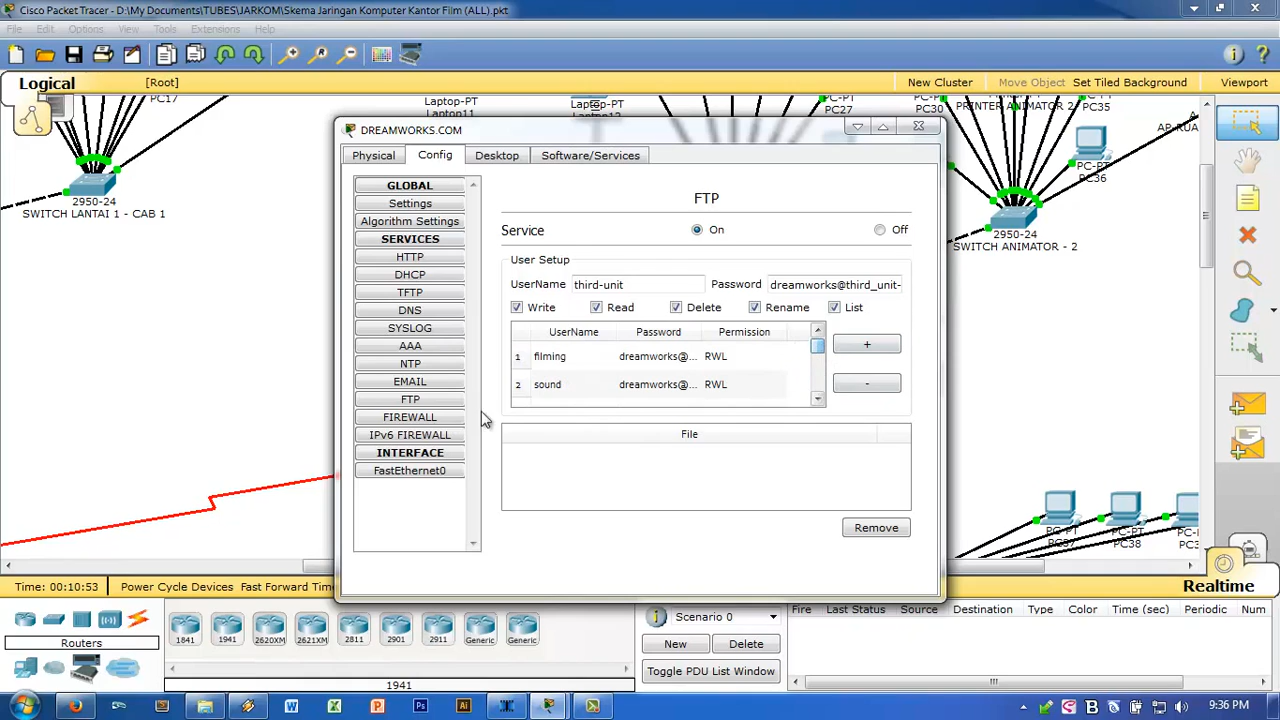 Cisco Packet Tracer - D:\My Documents\TUBES\JARKOM\Skema Jaringan Komputer Kantor Film (ALL).pkt
File Edit Options View Tools Extensions Help
Logical [Root] New Cluster Move Object Set Tiled Background Viewport
PC17
Laptop-PT
Laptop11
Laptop-PT
PC-PT
PC27
PC-PT
PC30
PRINTER ANIMATOR 2
PC-PT
PC35
AP-RUA
PC-PT
PC36
2950-24
SWITCH LANTAI 1 - CAB 1
2950-24
SWITCH ANIMATOR - 2
PC-PT
PC37
PC-PT
PC38
DREAMWORKS.COM
Physical Config Desktop Software/Services
GLOBAL
Settings
Algorithm Settings
SERVICES
HTTP
DHCP
TFTP
DNS
SYSLOG
AAA
NTP
EMAIL
FTP
FIREWALL
IPv6 FIREWALL
INTERFACE
FastEthernet0
FTP
Service On Off
User Setup
UserName third-unit Password dreamworks@third_unit-
Write Read Delete Rename List
UserName Password Permission
1 filming dreamworks@... RWL
2 sound dreamworks@... RWL
+
-
File
Remove
Time: 00:10:53 Power Cycle Devices Fast Forward Time
Realtime
Routers
1841 1941 2620XM 2621XM 2811 2901 2911 Generic Generic
1941
Scenario 0
New Delete
Toggle PDU List Window
Fire Last Status Source Destination Type Color Time (sec) Periodic Num
9:36 PM